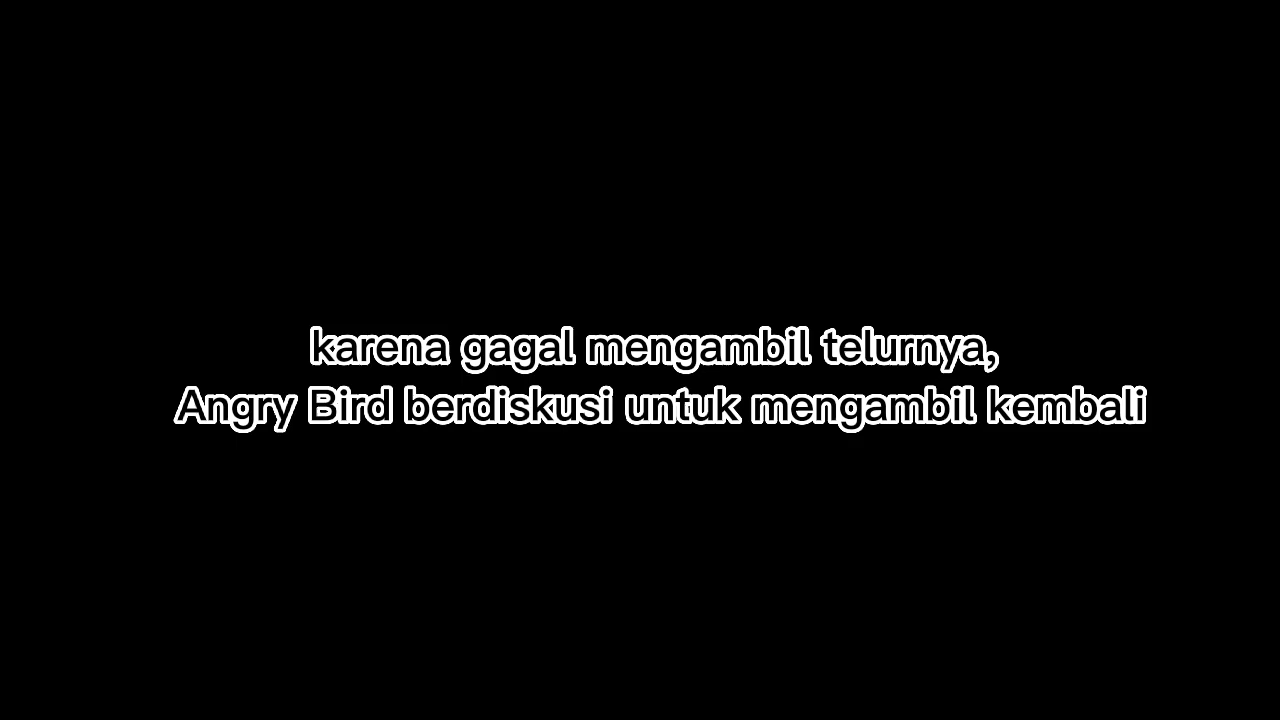 karena gagal mengambil telurnya,
Angry Bird berdiskusi untuk mengambil kembali